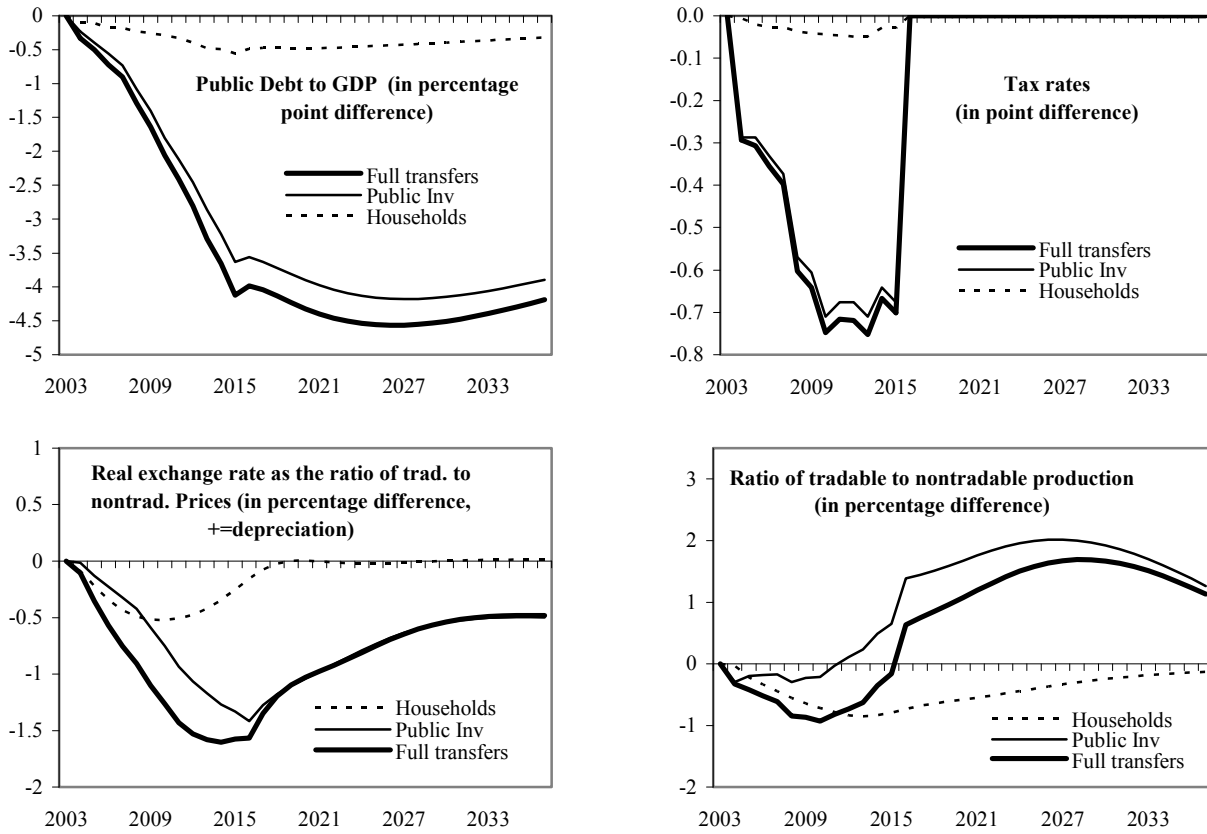 0
-0.5
-1
-1.5
-2
-2.5
-3
-3.5
-4
-4.5
-5
Public Debt to GDP (in percentage
point difference)
Full transfers
Public Inv
Households
2003 2009 2015 2021 2027 2033
0.0
-0.1
-0.2
-0.3
-0.4
-0.5
-0.6
-0.7
-0.8
Tax rates
(in point difference)
Full transfers
Public Inv
Households
2003 2009 2015 2021 2027 2033
1
0.5
0
-0.5
-1
-1.5
-2
Real exchange rate as the ratio of trad. to
nontrad. Prices (in percentage difference,
+=depreciation)
Households
Public Inv
Full transfers
2003 2009 2015 2021 2027 2033
3
2
1
0
-1
-2
Ratio of tradable to nontradable production
(in percentage difference)
Households
Public Inv
Full transfers
2003 2009 2015 2021 2027 2033